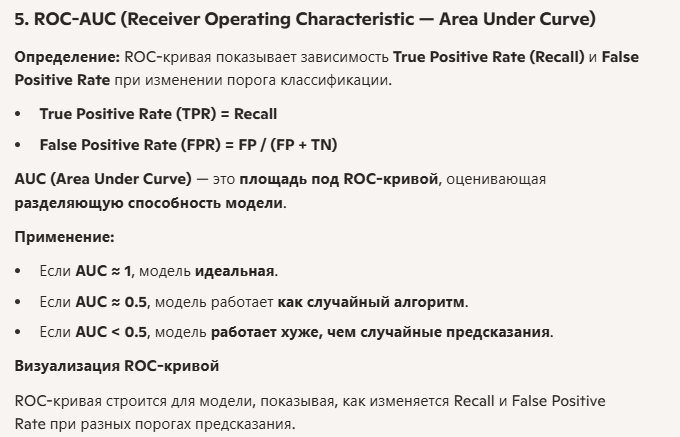 5. ROC-AUC (Receiver Operating Characteristic — Area Under Curve)
Определение: ROC-кривая показывает зависимость True Positive Rate (Recall) и False
Positive Rate при изменении порога классификации.
• True Positive Rate (TPR) = Recall
• False Positive Rate (FPR) = FP / (FP + TN)
AUC (Area Under Curve) — это площадь под ROC-кривой, оценивающая
разделяющую способность модели.
Применение:
• Если AUC ≈ 1, модель идеальная.
• Если AUC ≈ 0.5, модель работает как случайный алгоритм.
• Если AUC < 0.5, модель работает хуже, чем случайные предсказания.
Визуализация ROC-кривой
ROC-кривая строится для модели, показывая, как изменяется Recall и False Positive
Rate при разных порогах предсказания.